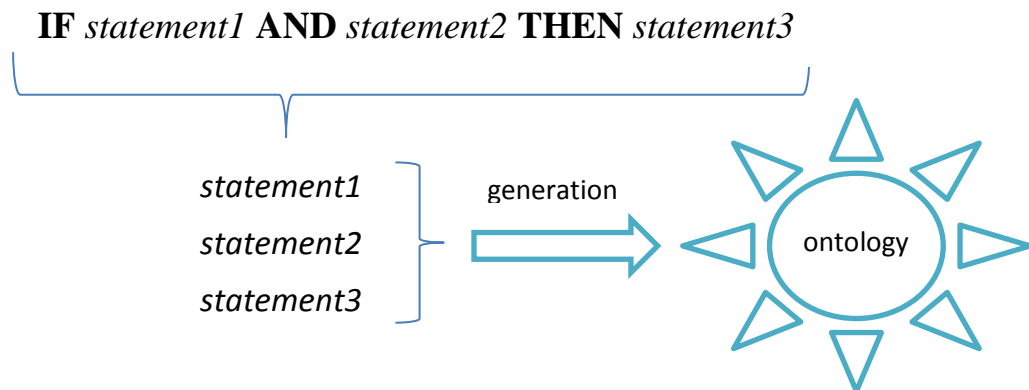 IF statement1 AND statement2 THEN statement3
statement1
statement2
statement3
generation
ontology